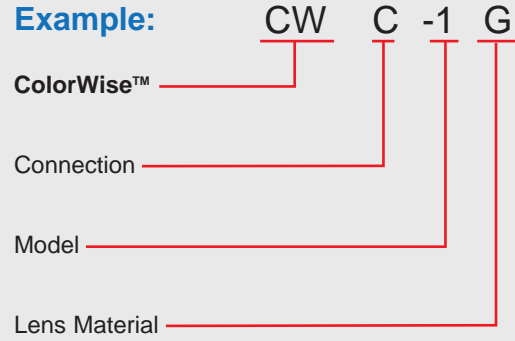 Example: CW C -1 G
ColorWise™
Connection
Model
Lens Material